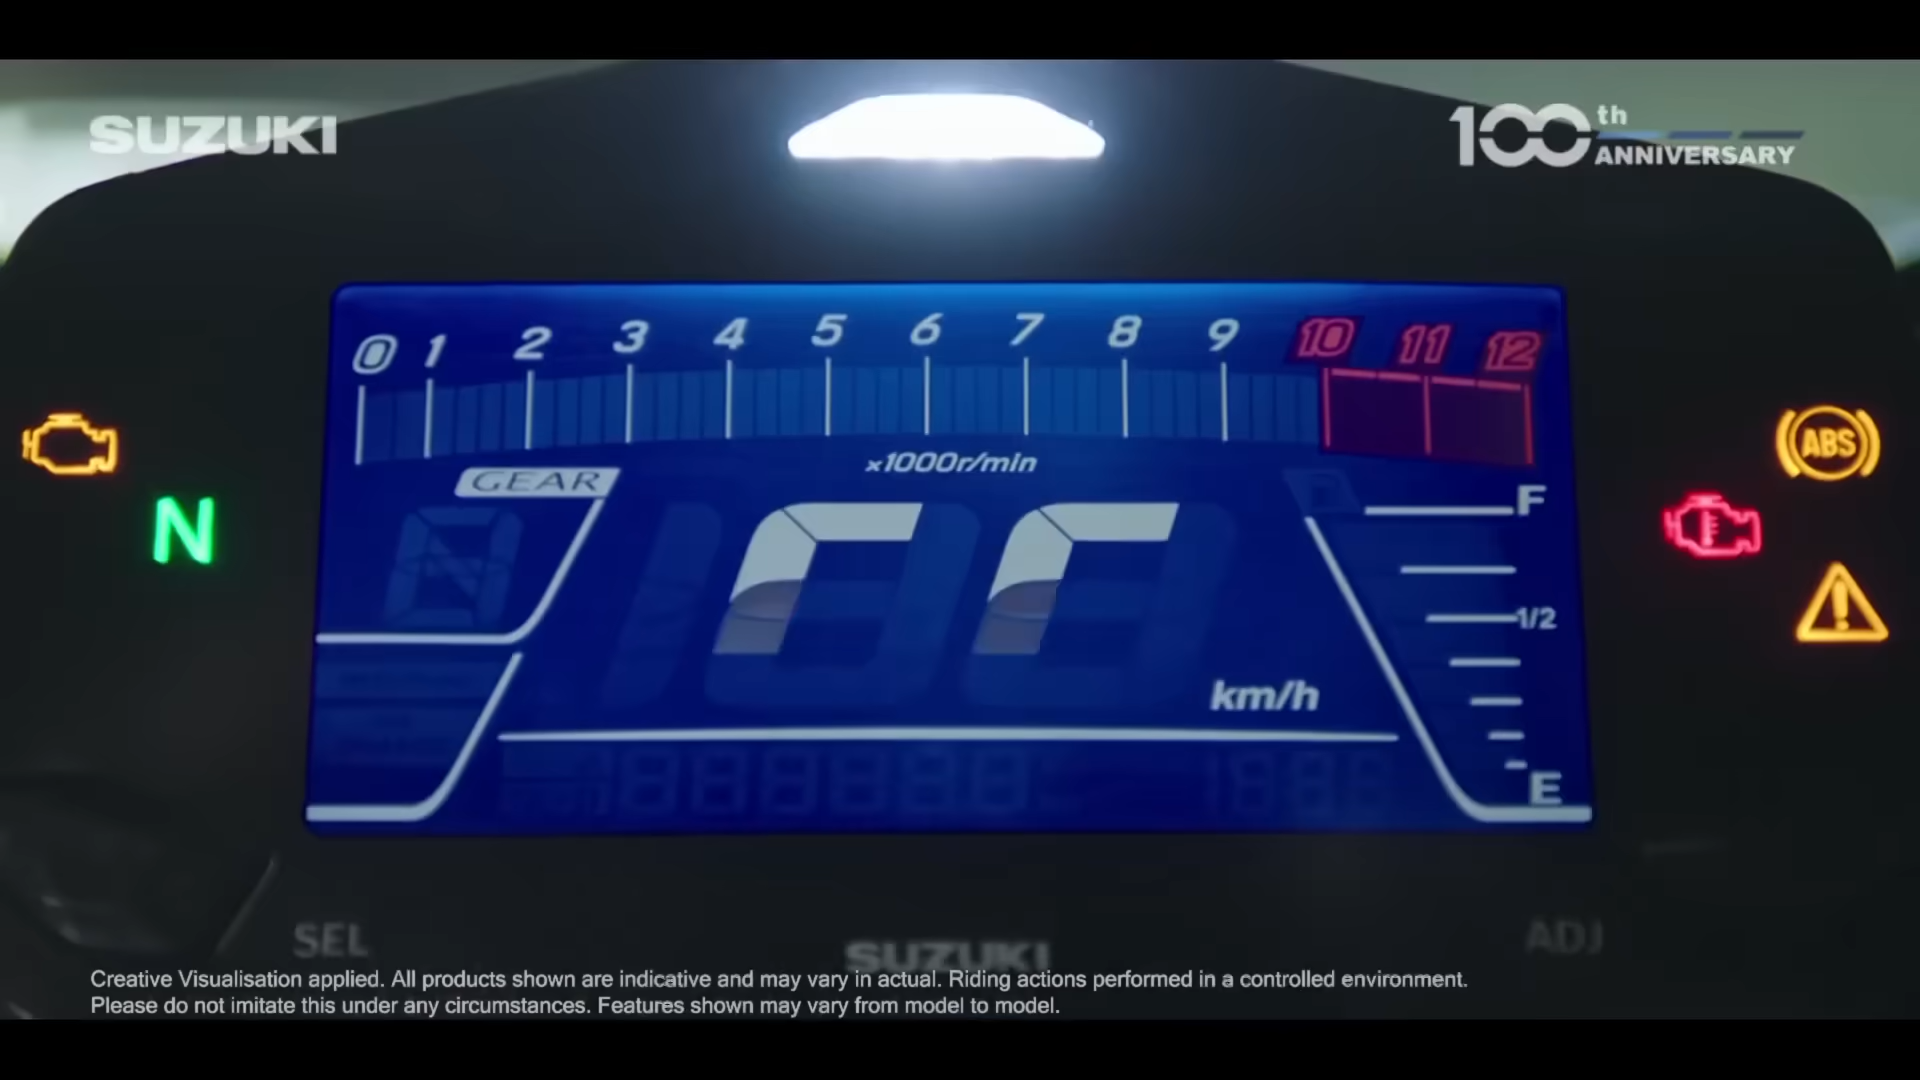 SUZUKI
100th
ANNIVERSARY
0 1 2 3 4 5 6 7 8 9 10 11 12
x1000r/min
GEAR
F
N
ABS
1/2
km/h
E
SEL
ADJ
SUZUKI
Creative Visualisation applied. All products shown are indicative and may vary in actual. Riding actions performed in a controlled environment.
Please do not imitate this under any circumstances. Features shown may vary from model to model.